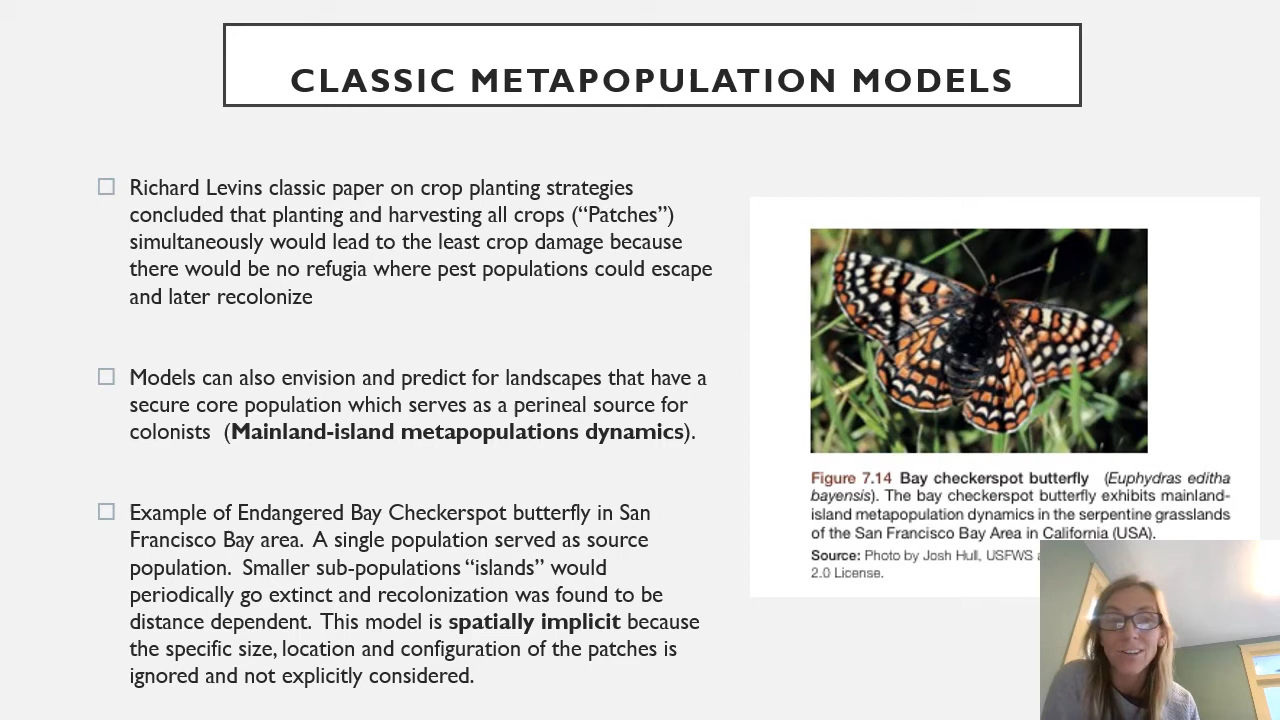 CLASSIC METAPOPULATION MODELS
Richard Levins classic paper on crop planting strategies
concluded that planting and harvesting all crops (“Patches”)
simultaneously would lead to the least crop damage because
there would be no refugia where pest populations could escape
and later recolonize
Models can also envision and predict for landscapes that have a
secure core population which serves as a perineal source for
colonists (Mainland-island metapopulations dynamics).
Example of Endangered Bay Checkerspot butterfly in San
Francisco Bay area. A single population served as source
population. Smaller sub-populations “islands” would
periodically go extinct and recolonization was found to be
distance dependent. This model is spatially implicit because
the specific size, location and configuration of the patches is
ignored and not explicitly considered.
Figure 7.14 Bay checkerspot butterfly (Euphydras editha
bayensis). The bay checkerspot butterfly exhibits mainland-
island metapopulation dynamics in the serpentine grasslands
of the San Francisco Bay Area in California (USA).
Source: Photo by Josh Hull, USFWS
2.0 License.